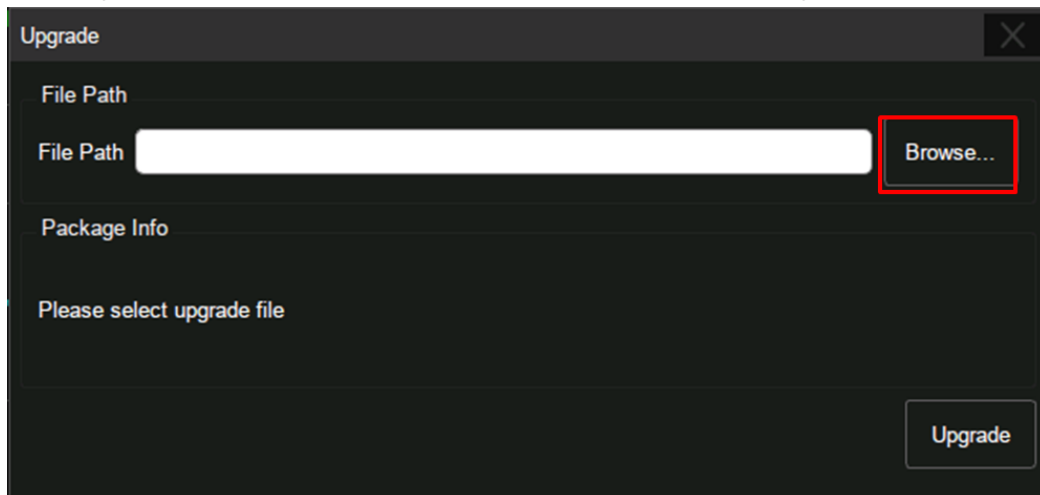 Upgrade
File Path
File Path
Browse...
Package Info
Please select upgrade file
Upgrade